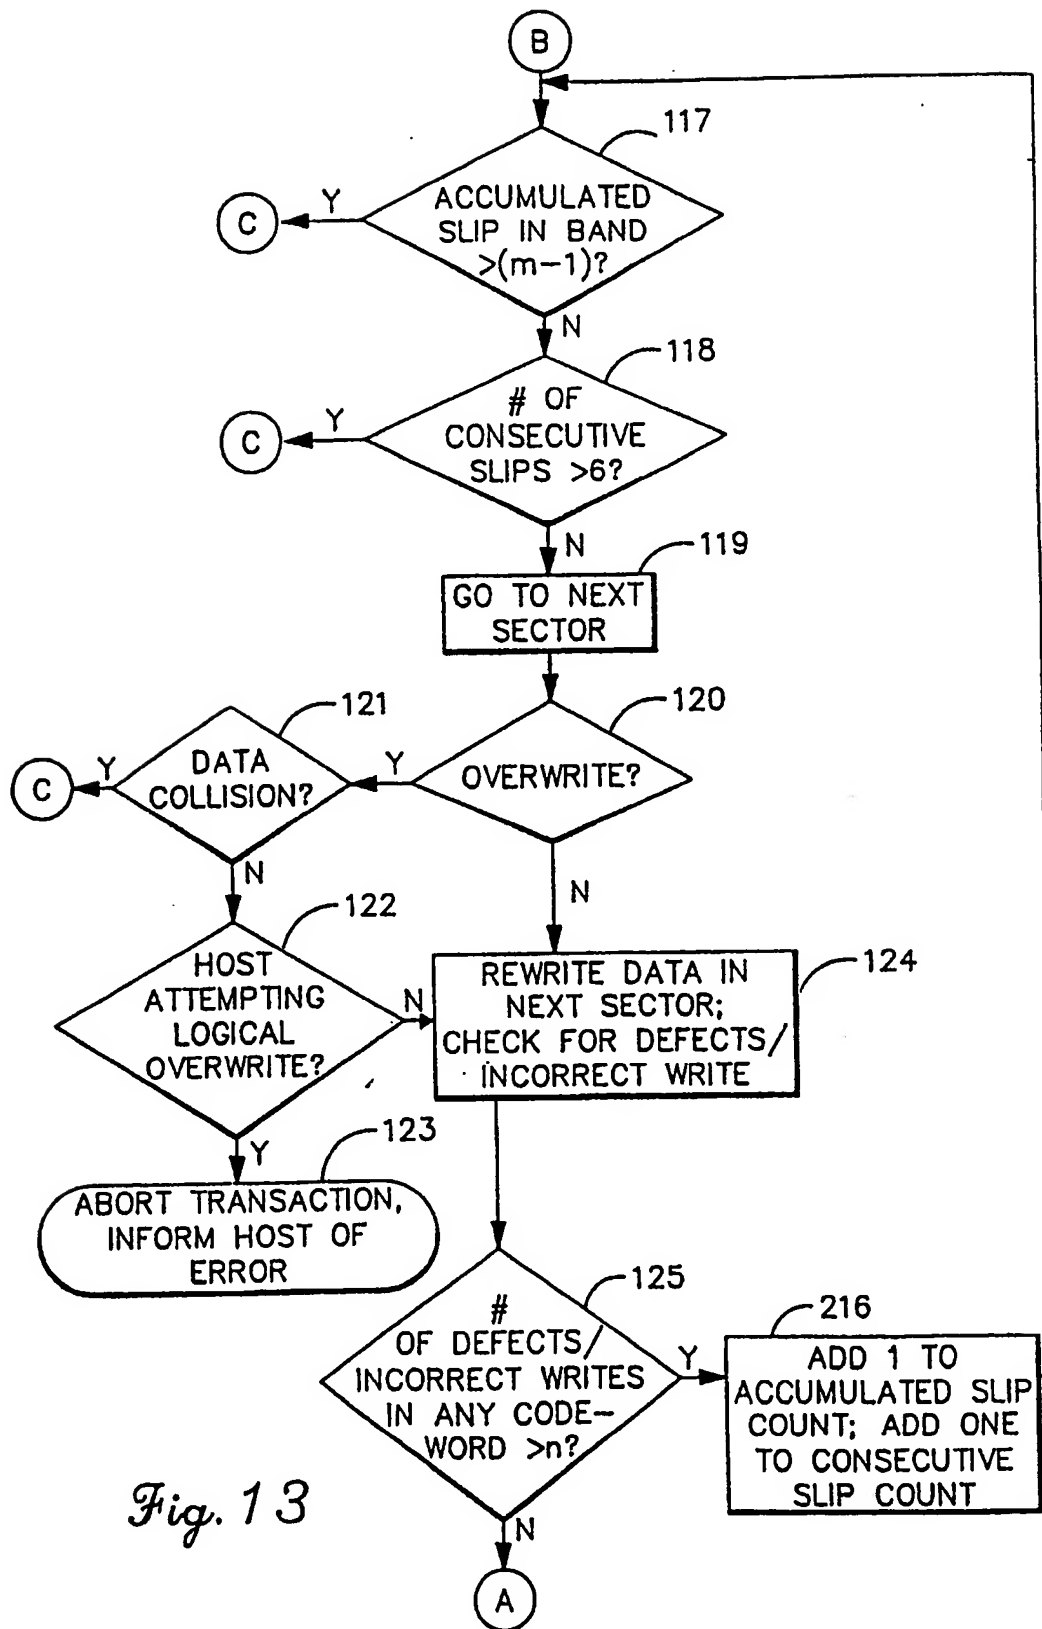 B
117
ACCUMULATED
SLIP IN BAND
>(m-1)?
Y
C
N
118
# OF
CONSECUTIVE
SLIPS >6?
Y
C
N
119
GO TO NEXT
SECTOR
120
OVERWRITE?
Y
121
DATA
COLLISION?
Y
C
N
N
122
HOST
ATTEMPTING
LOGICAL
OVERWRITE?
N
124
REWRITE DATA IN
NEXT SECTOR;
CHECK FOR DEFECTS/
INCORRECT WRITE
Y
123
ABORT TRANSACTION,
INFORM HOST OF
ERROR
125
#
OF DEFECTS/
INCORRECT WRITES
IN ANY CODE-
WORD >n?
Y
216
ADD 1 TO
ACCUMULATED SLIP
COUNT; ADD ONE
TO CONSECUTIVE
SLIP COUNT
N
A
Fig. 13